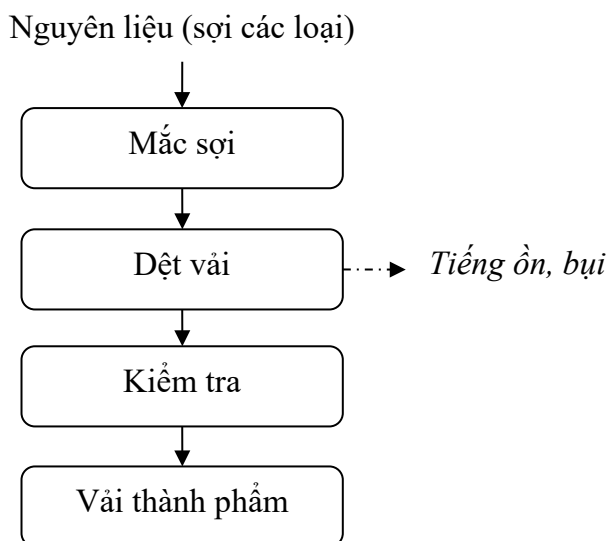 Nguyên liệu (sợi các loại)
Mắc sợi
Dệt vải
Tiếng ồn, bụi
Kiểm tra
Vải thành phẩm